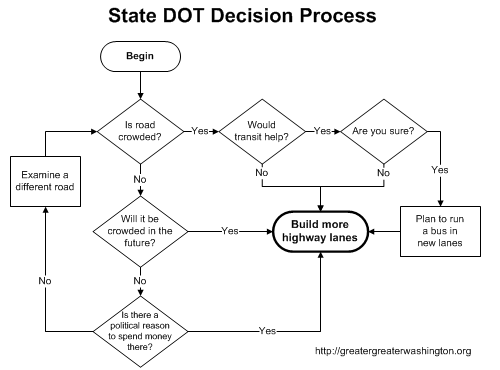 State DOT Decision Process
Begin
Is road
crowded?
Yes
Would
transit help?
Yes
Are you sure?
No
No
No
Yes
Examine a
different road
Will it be
crowded in the
future?
Yes
Build more
highway lanes
Plan to run
a bus in
new lanes
No
No
Is there a
political reason
to spend money
there?
Yes
http://greatergreaterwashington.org